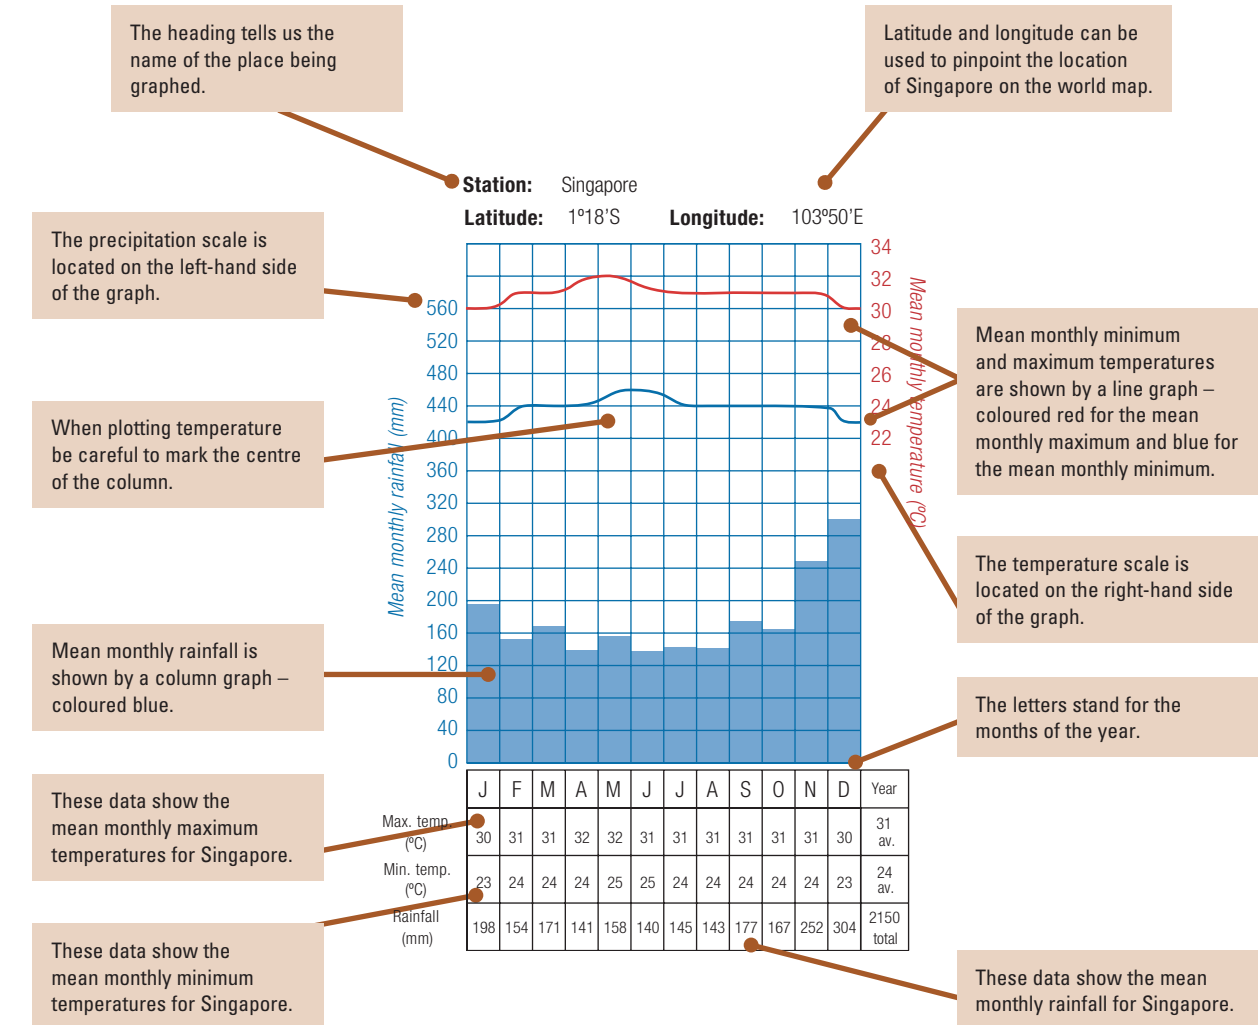 The heading tells us the
name of the place being
graphed.
Latitude and longitude can be
used to pinpoint the location
of Singapore on the world map.
Station: Singapore
Latitude: 1º18'S Longitude: 103º50'E
The precipitation scale is
located on the left-hand side
of the graph.
When plotting temperature
be careful to mark the centre
of the column.
Mean monthly rainfall is
shown by a column graph –
coloured blue.
These data show the
mean monthly maximum
temperatures for Singapore.
These data show the
mean monthly minimum
temperatures for Singapore.
Mean monthly rainfall (mm)
560
520
480
440
400
360
320
280
240
200
160
120
80
40
0
34
32
30
28
26
24
22
Mean monthly temperature (ºC)
Mean monthly minimum
and maximum temperatures
are shown by a line graph –
coloured red for the mean
monthly maximum and blue for
the mean monthly minimum.
The temperature scale is
located on the right-hand side
of the graph.
The letters stand for the
months of the year.
J F M A M J J A S O N D Year
Max. temp.
(ºC)
30 31 31 32 32 31 31 31 31 31 31 30
31
av.
Min. temp.
(ºC)
23 24 24 24 25 25 24 24 24 24 24 23
24
av.
Rainfall
(mm)
198 154 171 141 158 140 145 143 177 167 252 304
2150
total
These data show the mean
monthly rainfall for Singapore.